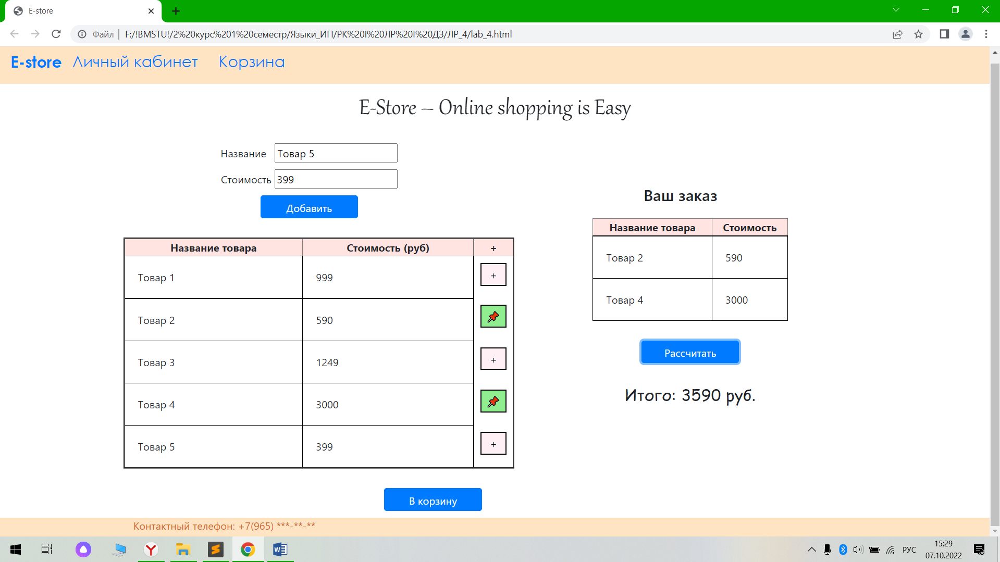 E-store
Файл F:/!BMSTU!/2%20курс%201%20семестр/Языки_ИП/РК%20I%20ЛР%20I%20ДЗ/ЛР_4/lab_4.html
E-store Личный кабинет Корзина
E-Store – Online shopping is Easy
Название Товар 5
Стоимость 399
Добавить
Название товара Стоимость (руб) +
Товар 1 999 +
Товар 2 590
Товар 3 1249 +
Товар 4 3000
Товар 5 399 +
В корзину
Ваш заказ
Название товара Стоимость
Товар 2 590
Товар 4 3000
Рассчитать
Итого: 3590 руб.
Контактный телефон: +7(965) ***-**-**
РУС 15:29
07.10.2022